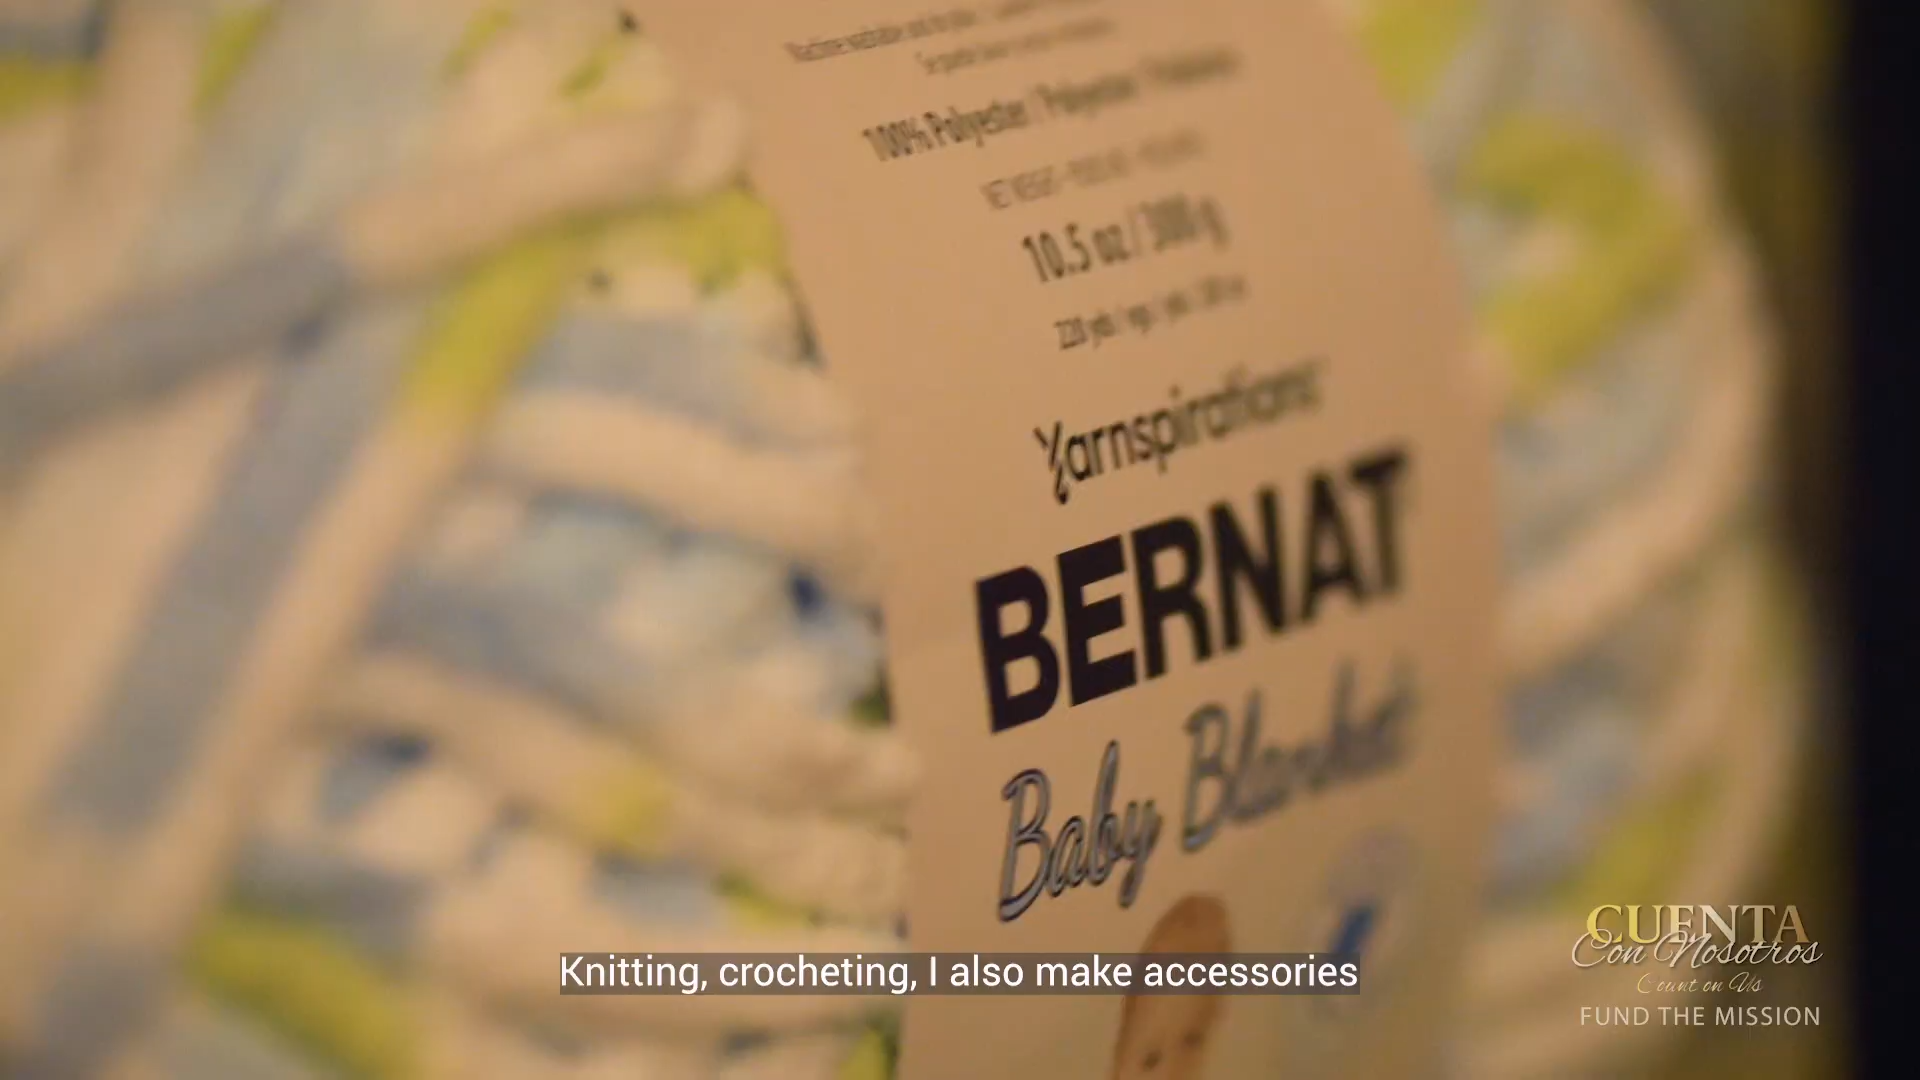 100% Polyester / Polyester
10.5 oz / 300 g
Yarnspirations
BERNAT
Baby Blanket
Knitting, crocheting, I also make accessories
CUENTA
Con Nosotros
Count on Us
FUND THE MISSION